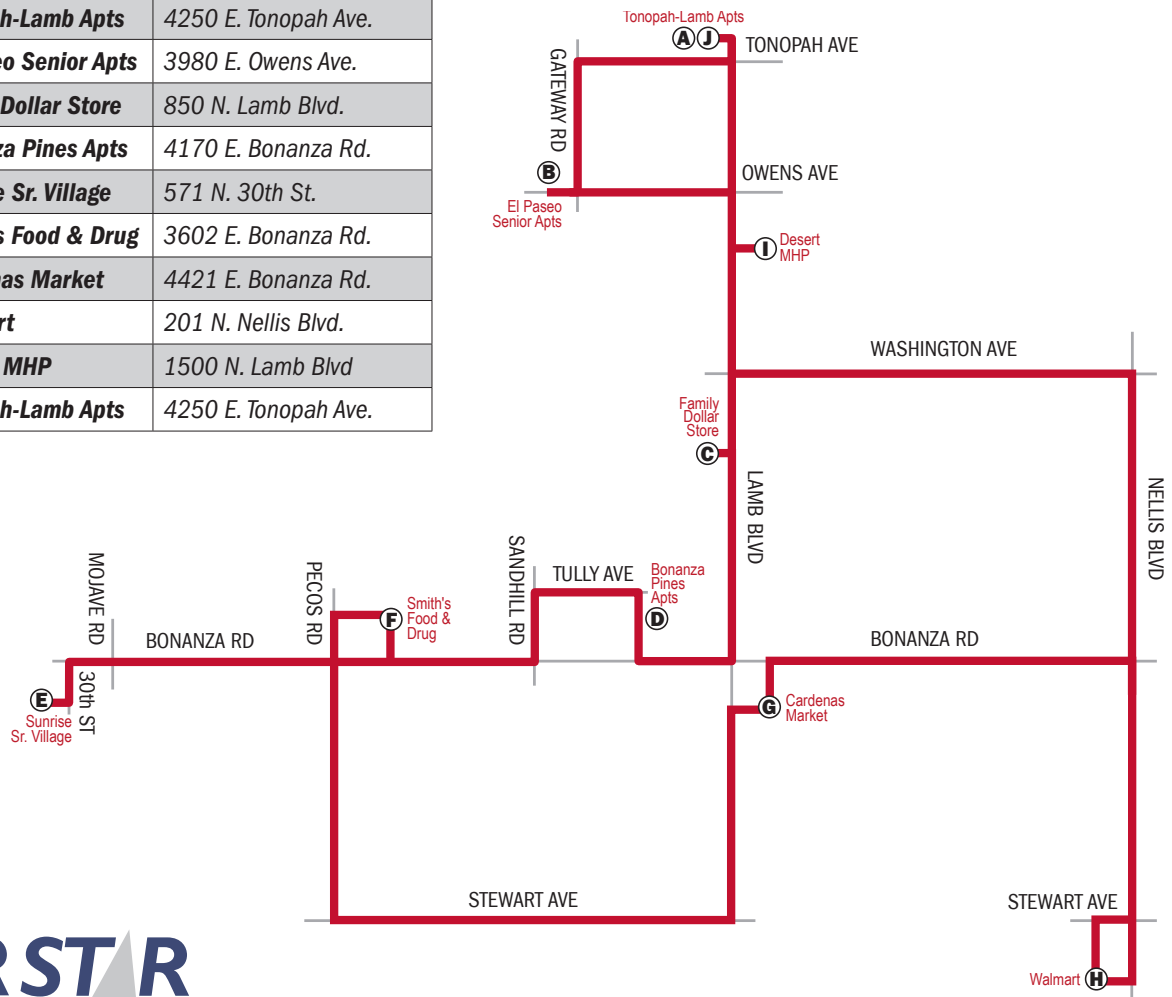 h-Lamb Apts 4250 E. Tonopah Ave.
eo Senior Apts 3980 E. Owens Ave.
Dollar Store 850 N. Lamb Blvd.
za Pines Apts 4170 E. Bonanza Rd.
e Sr. Village 571 N. 30th St.
s Food & Drug 3602 E. Bonanza Rd.
nas Market 4421 E. Bonanza Rd.
rt 201 N. Nellis Blvd.
MHP 1500 N. Lamb Blvd
h-Lamb Apts 4250 E. Tonopah Ave.
Tonopah-Lamb Apts
A J
TONOPAH AVE
GATEWAY RD
B
OWENS AVE
El Paseo
Senior Apts
I
Desert
MHP
WASHINGTON AVE
Family
Dollar
Store
C
LAMB BLVD
NELLIS BLVD
MOJAVE RD
PECOS RD
SANDHILL RD
TULLY AVE
Bonanza
Pines
Apts
D
F
Smith's
Food &
Drug
BONANZA RD
BONANZA RD
E
30th ST
Sunrise
Sr. Village
G
Cardenas
Market
STEWART AVE
STEWART AVE
Walmart H
R STAR